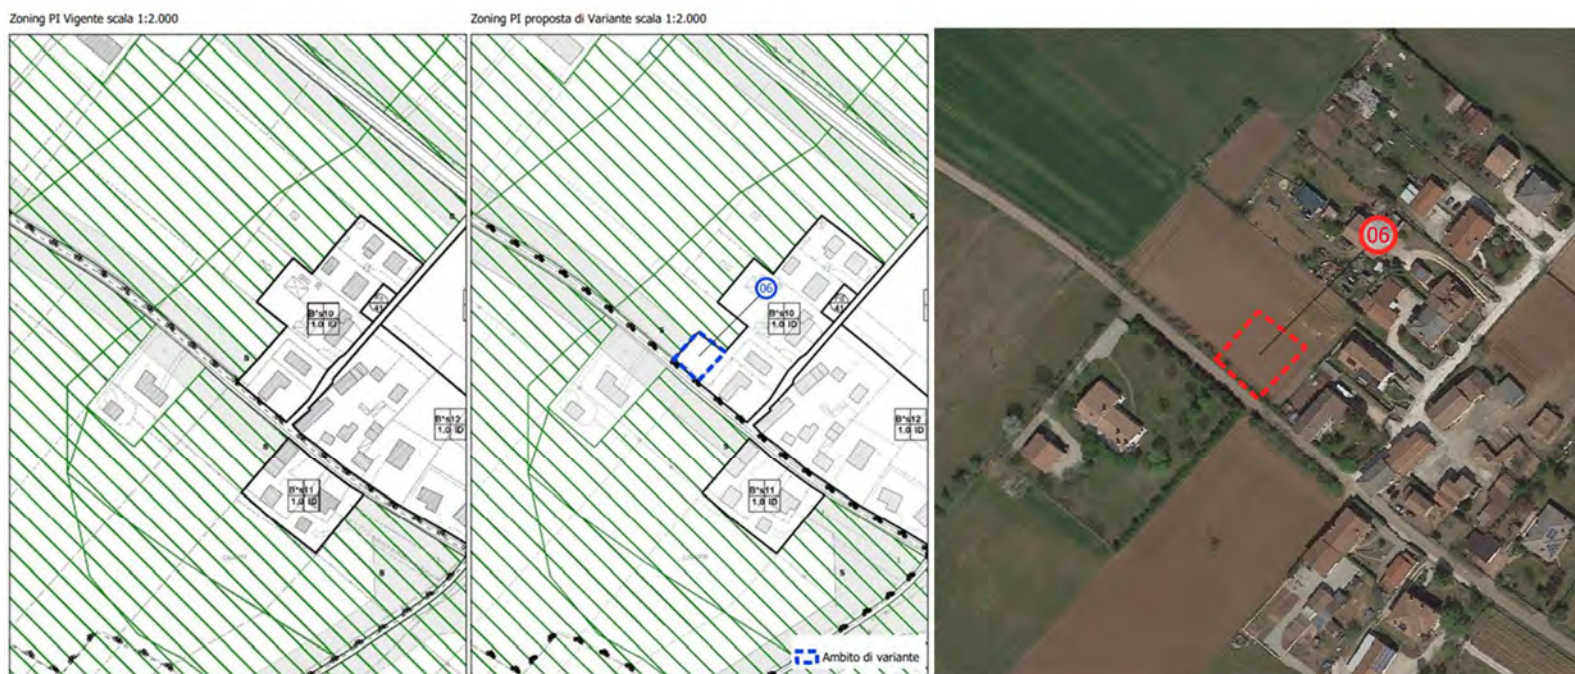 Zoning PI Vigente scala 1:2.000
Zoning PI proposta di Variante scala 1:2.000
S
B*s10
1.0 ID
S
B*s12
1.0 ID
S
B*s11
1.0 ID
S
S
06
B*s10
1.0 ID
S
B*s12
1.0 ID
S
B*s11
1.0 ID
S
Ambito di variante
06